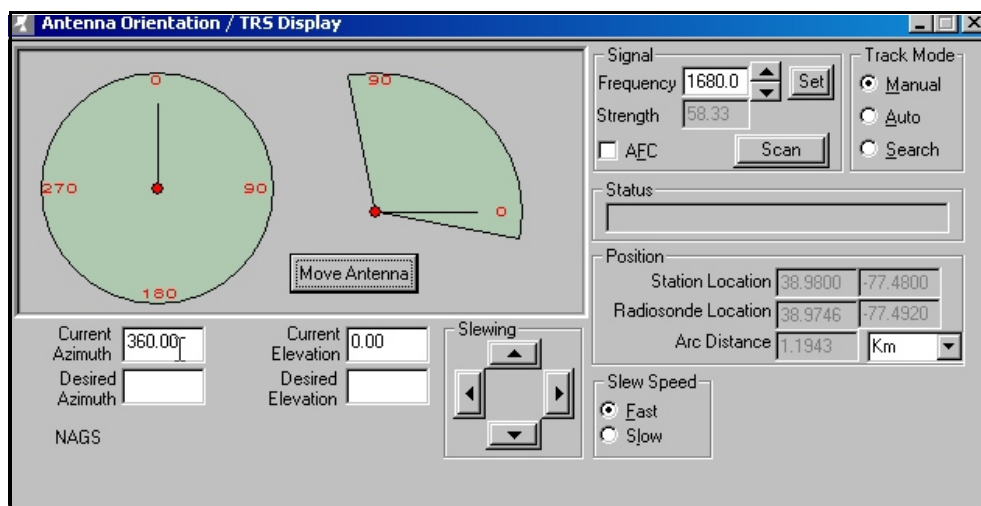 Antenna Orientation / TRS Display
0
270
90
180
90
0
Move Antenna
Current Azimuth 360.00
Desired Azimuth
NAGS
Current Elevation 0.00
Desired Elevation
Slewing
Signal
Frequency 1680.0 Set
Strength 58.33
AFC Scan
Track Mode
Manual
Auto
Search
Status
Position
Station Location 38.9800 -77.4800
Radiosonde Location 38.9746 -77.4920
Arc Distance 1.1943 Km
Slew Speed
Fast
Slow